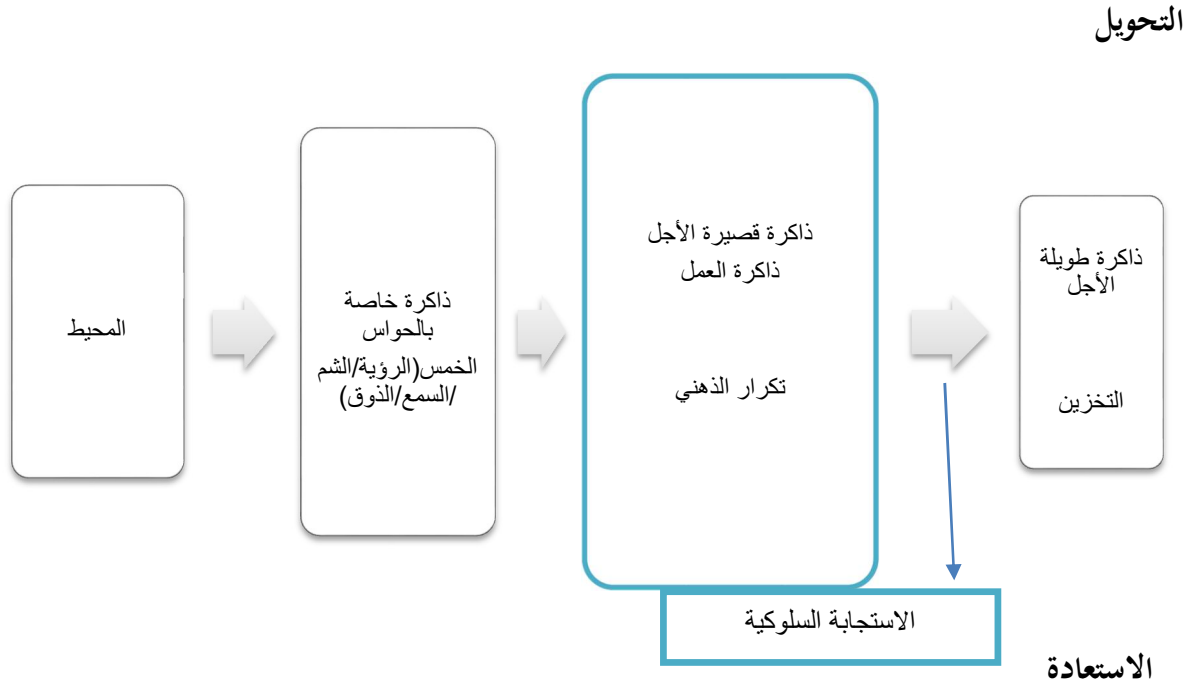 التحويل
المحيط
ذاكرة خاصة
بالحواس
الخمس(الرؤية/الشم
/السمع/الذوق)
ذاكرة قصيرة الأجل
ذاكرة العمل
تكرار الذهني
ذاكرة طويلة
الأجل
التخزين
الاستجابة السلوكية
الاستعادة